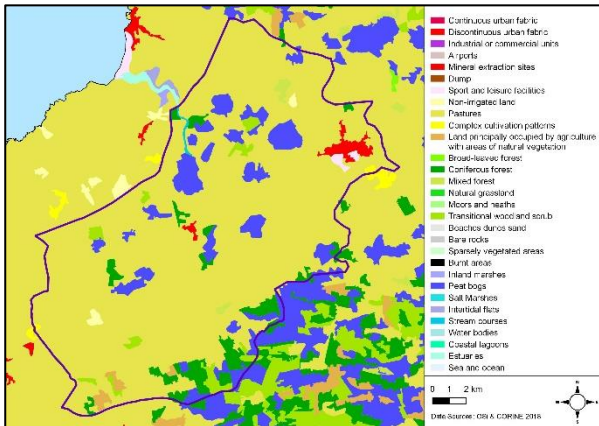 Continuous urban fabric
Discontinuous urban fabric
Industrial or commercial units
Airports
Mineral extraction sites
Dump
Sport and leisure facilities
Non-irrigated land
Pastures
Complex cultivation patterns
Land principally occupied by agriculture
with areas of natural vegetation
Broad-leaved forest
Coniferous forest
Mixed forest
Natural grassland
Moors and heaths
Transitional wood and scrub
Beaches dunes sand
Bare rocks
Sparsely vegetated areas
Burnt areas
Inland marshes
Peat bogs
Salt Marshes
Intertidal flats
Stream courses
Water bodies
Coastal lagoons
Estuaries
Sea and ocean
0 1 2 km
Data Sources: OSi & CORINE 2018